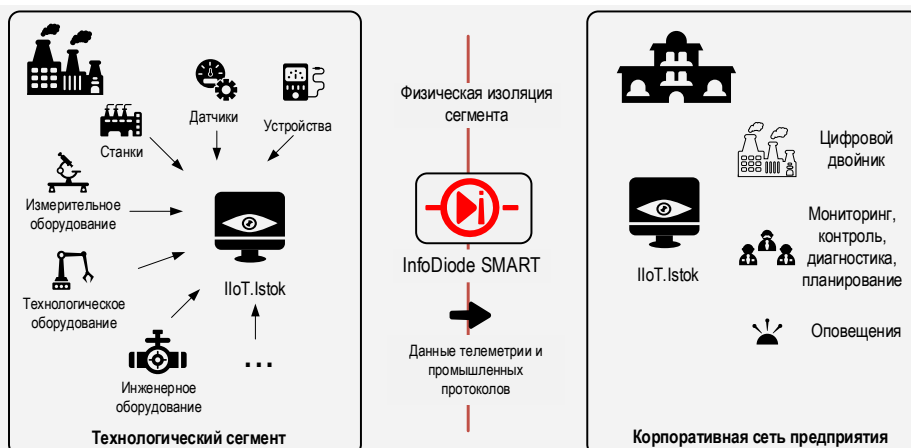 Датчики
Устройства
Станки
Измерительное
оборудование
IIoT.Istok
Технологическое
оборудование
Инженерное
оборудование
...
Технологический сегмент
Физическая изоляция
сегмента
InfoDiode SMART
Данные телеметрии и
промышленных
протоколов
Цифровой
двойник
Мониторинг,
контроль,
диагностика,
планирование
IIoT.Istok
Оповещения
Корпоративная сеть предприятия